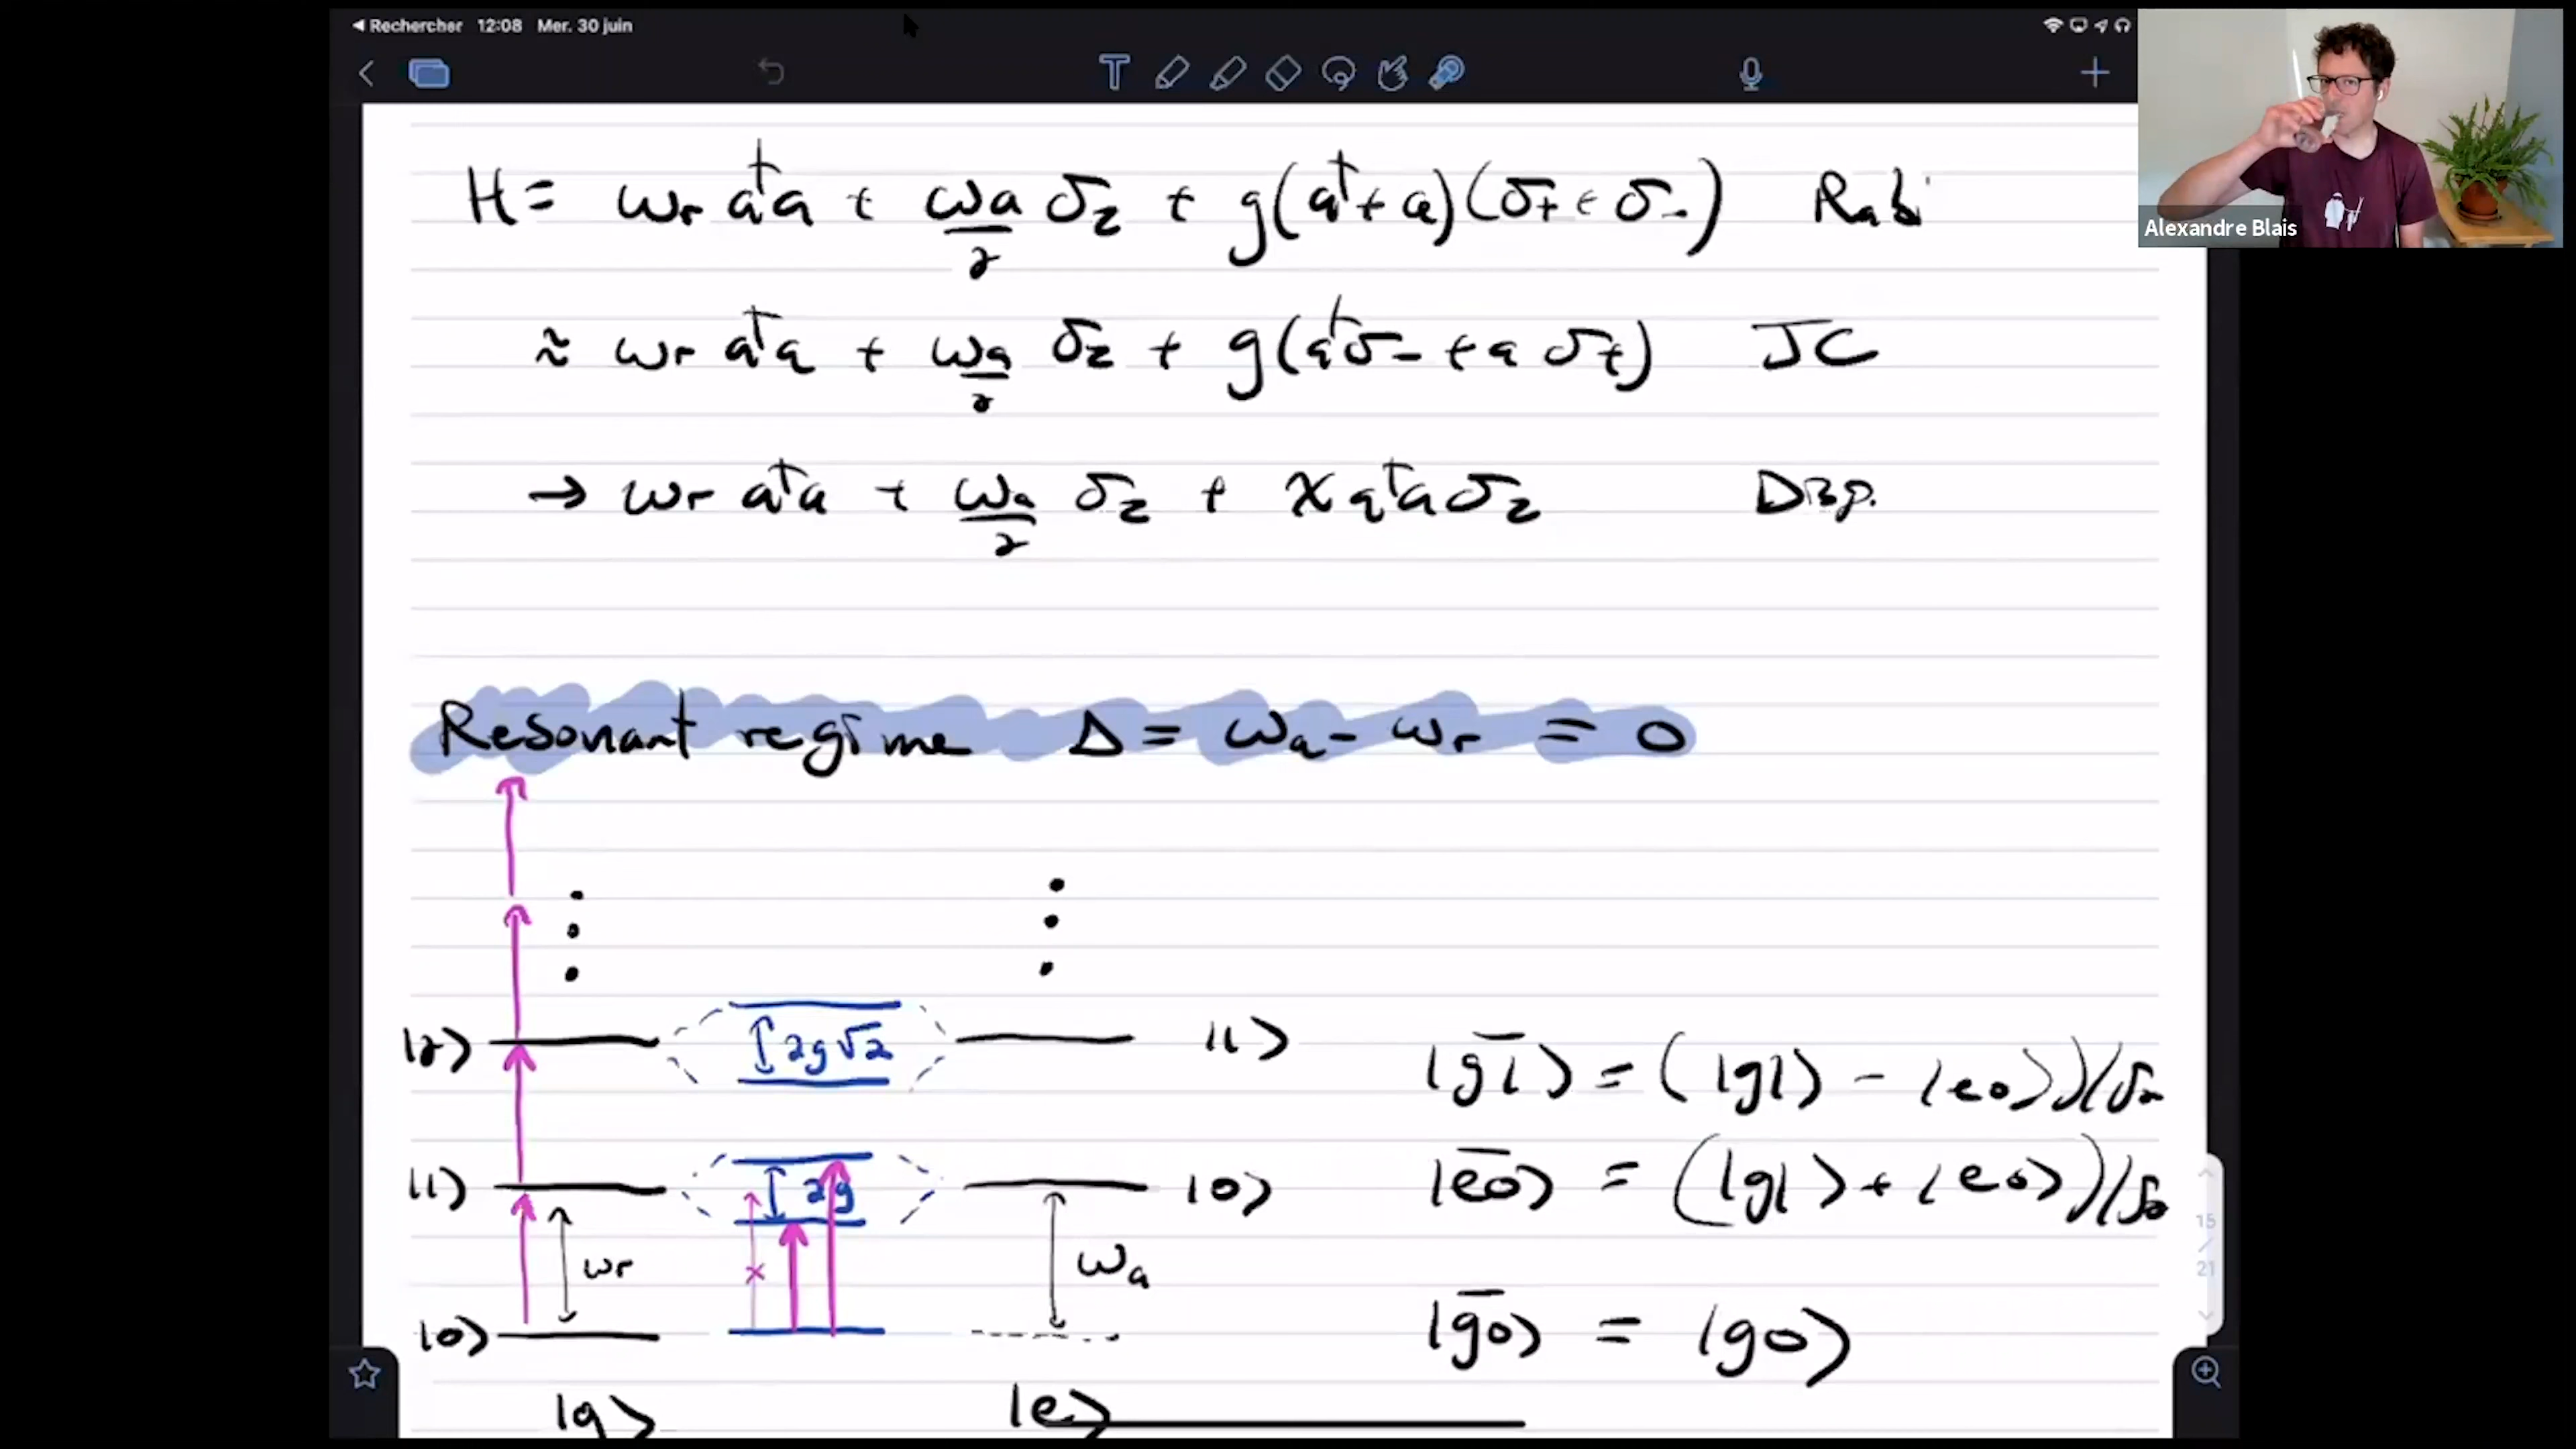 Rechercher 12:08 Mer. 30 juin
Alexandre Blais
H = ωr a†a + ωa/2 σz + g(a†+a)(σ+ + σ-) Rabi
≈ ωr a†a + ωa/2 σz + g(a†σ- + a σ+) JC
→ ωr a†a + ωa/2 σz + χ a†a σz Disp.
Resonant regime Δ = ωa - ωr = 0
|2⟩ 2g√2 |1⟩
|g̅1̅⟩ = (|g1⟩ - |e0⟩)/√2
|1⟩ 2g |0⟩
|e̅0̅⟩ = (|g1⟩ + |e0⟩)/√2
ωr x ωa
15
/
21
|0⟩
|g̅0̅⟩ = |g0⟩
|g⟩ |e⟩